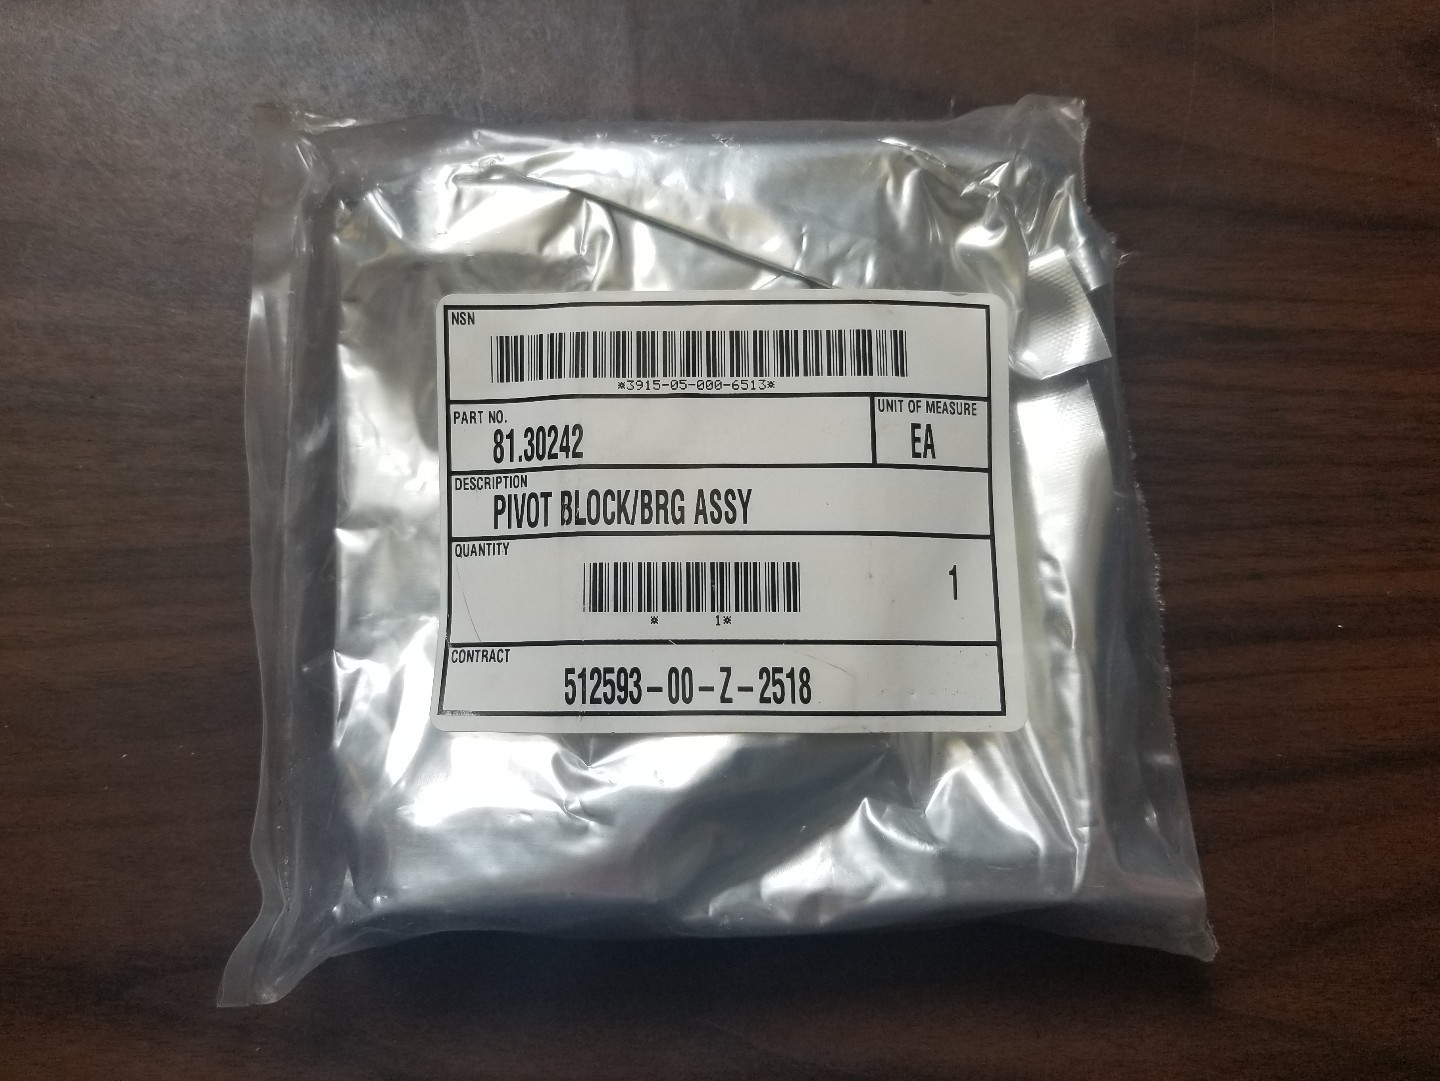 NSN
*3915-05-000-6513*
PART NO.
81.30242
UNIT OF MEASURE
EA
DESCRIPTION
PIVOT BLOCK/BRG ASSY
QUANTITY
1
* 1*
CONTRACT
512593-00-Z-2518